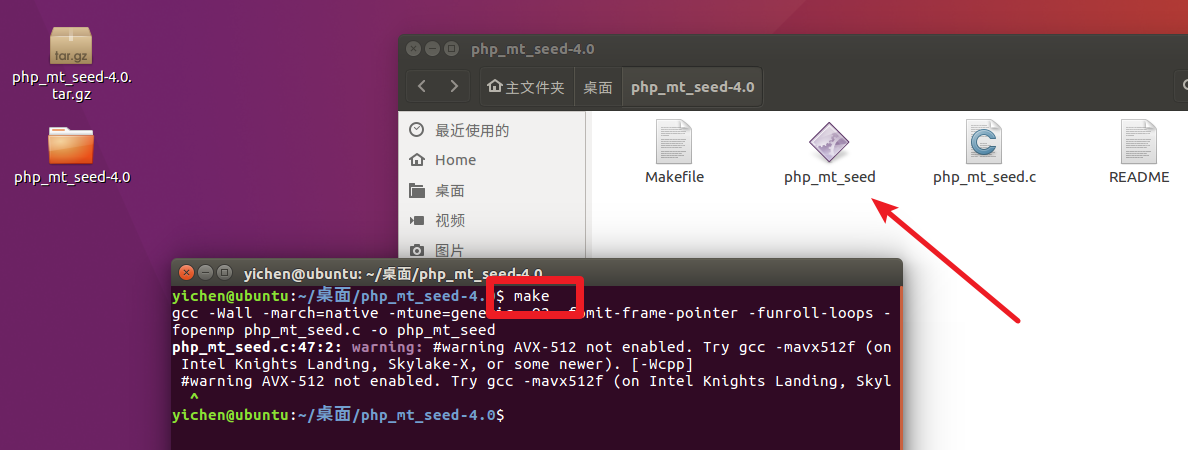 php_mt_seed-4.0.
tar.gz
tar.gz
php_mt_seed-4.0
php_mt_seed-4.0
主文件夹
桌面
php_mt_seed-4.0
最近使用的
Home
桌面
视频
图片
Makefile
php_mt_seed
php_mt_seed.c
README
yichen@ubuntu: ~/桌面/php_mt_seed-4.0
yichen@ubuntu:~/桌面/php_mt_seed-4.0$ make
gcc -Wall -march=native -mtune=generic -O2 -fomit-frame-pointer -funroll-loops -
fopenmp php_mt_seed.c -o php_mt_seed
php_mt_seed.c:47:2: warning: #warning AVX-512 not enabled. Try gcc -mavx512f (on
Intel Knights Landing, Skylake-X, or some newer). [-Wcpp]
#warning AVX-512 not enabled. Try gcc -mavx512f (on Intel Knights Landing, Skyl
^
yichen@ubuntu:~/桌面/php_mt_seed-4.0$